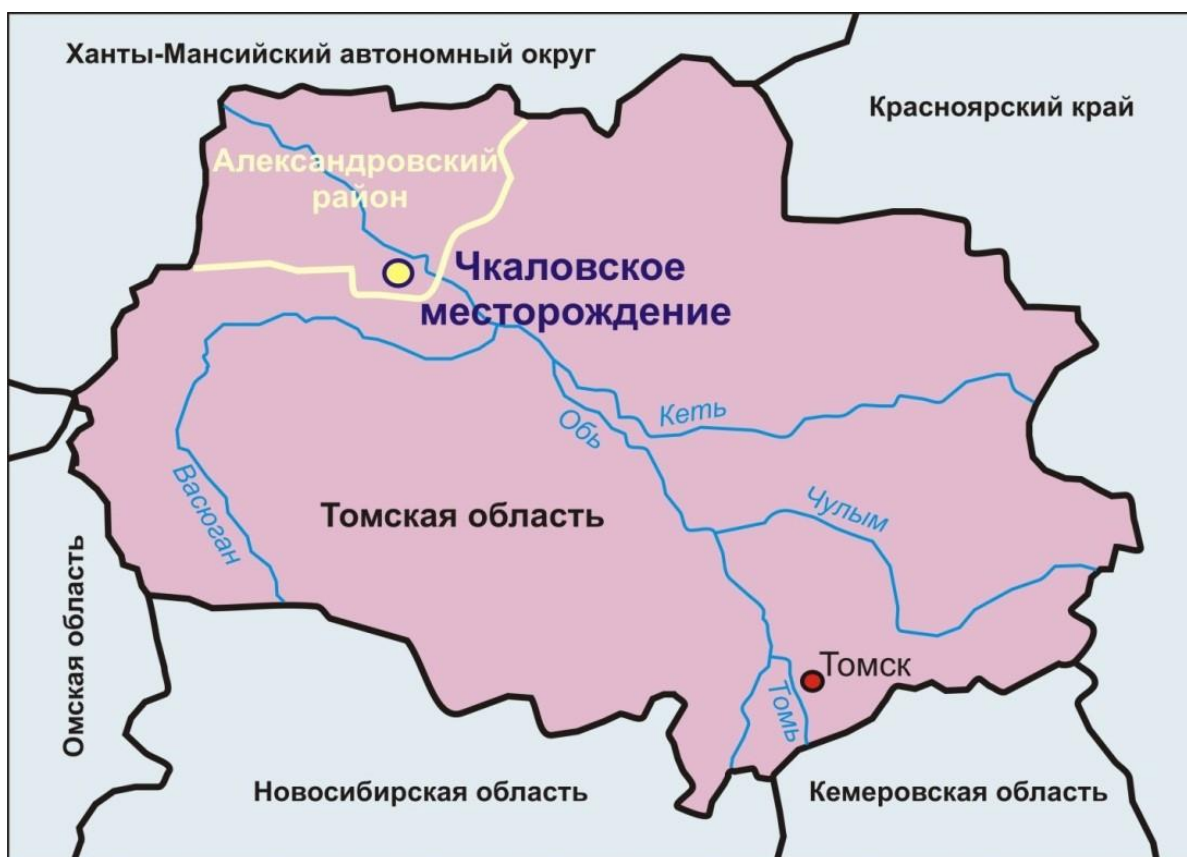 Ханты-Мансийский автономный округ
Красноярский край
Александровский
район
Чкаловское
месторождение
Кеть
Обь
Васюган
Чулым
Томская область
Омская область
Томск
Томь
Новосибирская область
Кемеровская область